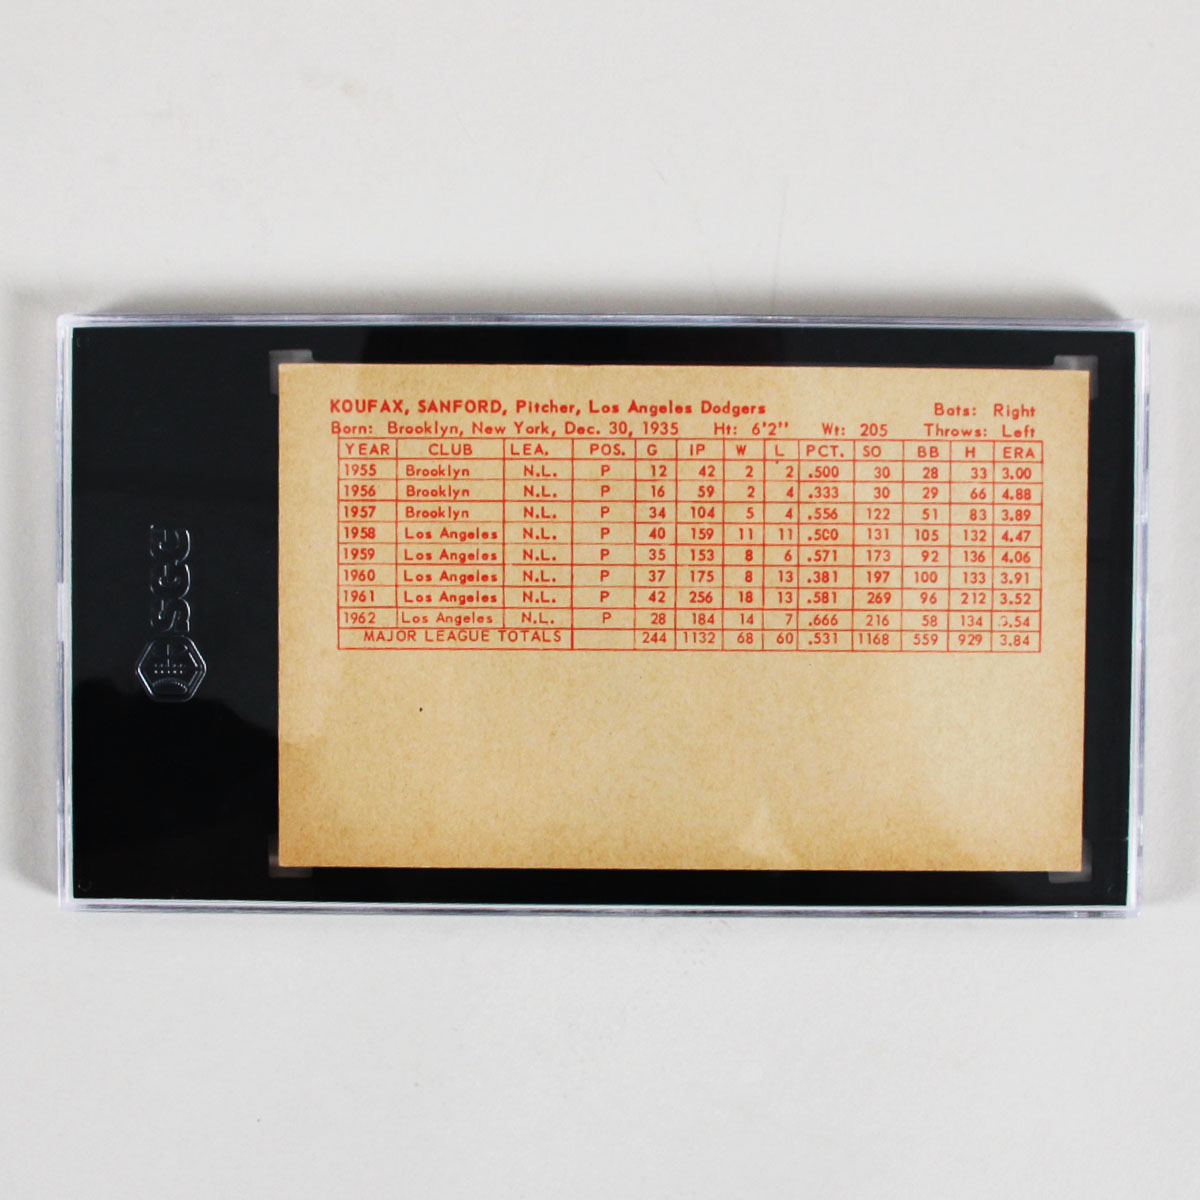 KOUFAX, SANFORD, Pitcher, Los Angeles Dodgers Bats: Right
Born: Brooklyn, New York, Dec. 30, 1935 Ht: 6'2" Wt: 205 Throws: Left
YEAR CLUB LEA. POS. G IP W L PCT. SO BB H ERA
1955 Brooklyn N.L. P 12 42 2 2 .500 30 28 33 3.00
1956 Brooklyn N.L. P 16 59 2 4 .333 30 29 66 4.88
1957 Brooklyn N.L. P 34 104 5 4 .556 122 51 83 3.89
1958 Los Angeles N.L. P 40 159 11 11 .500 131 105 132 4.47
1959 Los Angeles N.L. P 35 153 8 6 .571 173 92 136 4.06
1960 Los Angeles N.L. P 37 175 8 13 .381 197 100 133 3.91
1961 Los Angeles N.L. P 42 256 18 13 .581 269 96 212 3.52
1962 Los Angeles N.L. P 28 184 14 7 .666 216 58 134 3.54
MAJOR LEAGUE TOTALS 244 1132 68 60 .531 1168 559 929 3.84
SGC